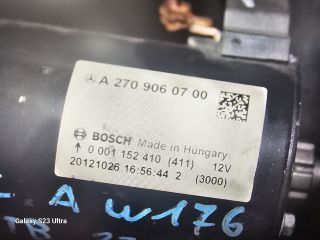 A 270 906 07 00
BOSCH Made in Hungary
0 001 152 410 (411) 12V
20121026 16:56:44 2 (3000)
A W176
Galaxy S23 Ultra